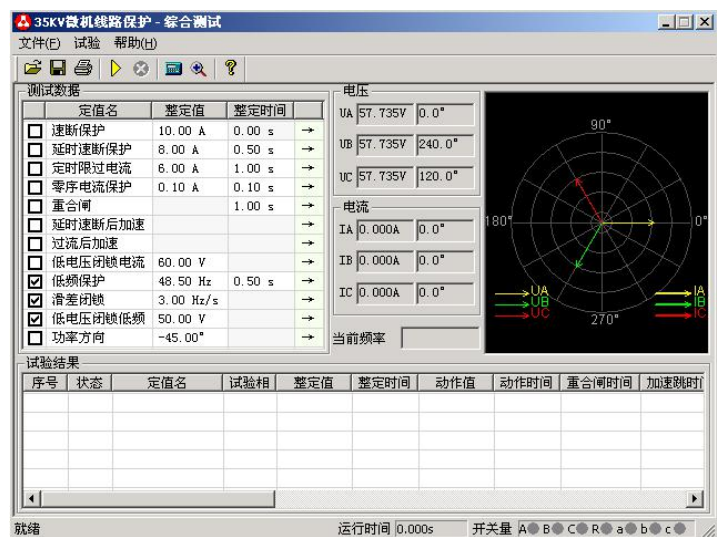 35KV微机线路保护 - 综合测试
文件(F) 试验 帮助(H)
测试数据
定值名 整定值 整定时间
速断保护 10.00 A 0.00 s →
延时速断保护 8.00 A 0.50 s →
定时限过电流 6.00 A 1.00 s →
零序电流保护 0.10 A 0.10 s →
重合闸 1.00 s →
延时速断后加速 →
过流后加速 →
低电压闭锁电流 60.00 V →
低频保护 48.50 Hz 0.50 s →
滑差闭锁 3.00 Hz/s →
低电压闭锁低频 50.00 V →
功率方向 -45.00° →
电压
UA 57.735V 0.0°
UB 57.735V 240.0°
UC 57.735V 120.0°
电流
IA 0.000A 0.0°
IB 0.000A 0.0°
IC 0.000A 0.0°
当前频率
90°
180° 0°
270°
UA IA
UB IB
UC IC
试验结果
序号 状态 定值名 试验相 整定值 整定时间 动作值 动作时间 重合闸时间 加速跳时
就绪 运行时间 0.000s 开关量 A B C R a b c